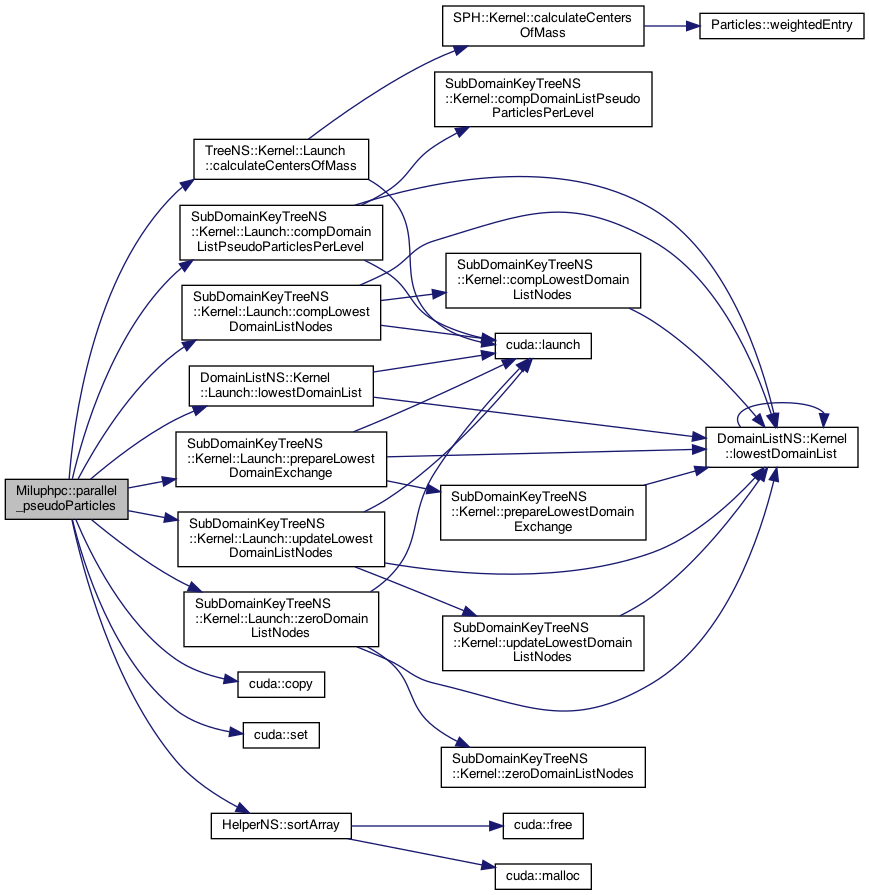 Miluphpc::parallel
_pseudoParticles
TreeNS::Kernel::Launch
::calculateCentersOfMass
SubDomainKeyTreeNS
::Kernel::Launch::compDomain
ListPseudoParticlesPerLevel
SubDomainKeyTreeNS
::Kernel::Launch::compLowest
DomainListNodes
DomainListNS::Kernel
::Launch::lowestDomainList
SubDomainKeyTreeNS
::Kernel::Launch::prepareLowest
DomainExchange
SubDomainKeyTreeNS
::Kernel::Launch::updateLowest
DomainListNodes
SubDomainKeyTreeNS
::Kernel::Launch::zeroDomain
ListNodes
cuda::copy
cuda::set
HelperNS::sortArray
SPH::Kernel::calculateCenters
OfMass
SubDomainKeyTreeNS
::Kernel::compDomainListPseudo
ParticlesPerLevel
SubDomainKeyTreeNS
::Kernel::compLowestDomain
ListNodes
cuda::launch
SubDomainKeyTreeNS
::Kernel::prepareLowestDomain
Exchange
SubDomainKeyTreeNS
::Kernel::updateLowestDomain
ListNodes
SubDomainKeyTreeNS
::Kernel::zeroDomainListNodes
cuda::free
cuda::malloc
Particles::weightedEntry
DomainListNS::Kernel
::lowestDomainList